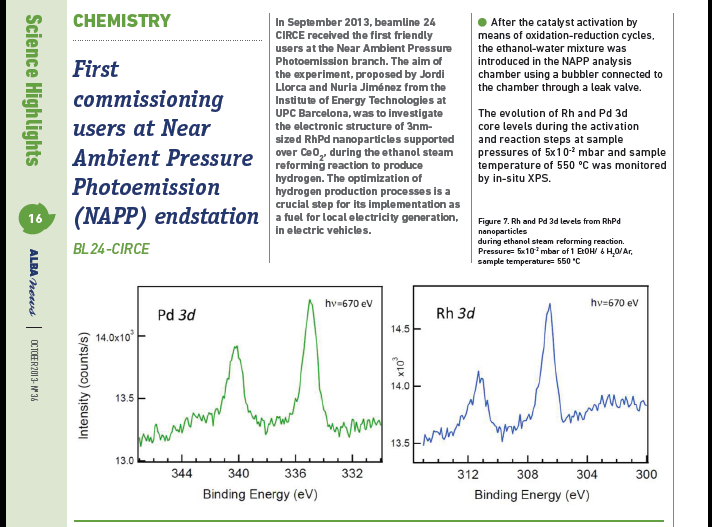 Science Highlights
16
ALBA news
OCTOBER 2013 - Nº 34
CHEMISTRY
First
commissioning
users at Near
Ambient Pressure
Photoemission
(NAPP) endstation
BL24-CIRCE
In September 2013, beamline 24
CIRCE received the first friendly
users at the Near Ambient Pressure
Photoemission branch. The aim of
the experiment, proposed by Jordi
Llorca and Nuria Jiménez from the
Institute of Energy Technologies at
UPC Barcelona, was to investigate
the electronic structure of 3nm-
sized RhPd nanoparticles supported
over CeO₂, during the ethanol steam
reforming reaction to produce
hydrogen. The optimization of
hydrogen production processes is a
crucial step for its implementation as
a fuel for local electricity generation,
in electric vehicles.
● After the catalyst activation by
means of oxidation-reduction cycles,
the ethanol-water mixture was
introduced in the NAPP analysis
chamber using a bubbler connected to
the chamber through a leak valve.
The evolution of Rh and Pd 3d
core levels during the activation
and reaction steps at sample
pressures of 5x10⁻² mbar and sample
temperature of 550 ºC was monitored
by in-situ XPS.
Figure 7. Rh and Pd 3d levels from RhPd
nanoparticles
during ethanol steam reforming reaction.
Pressure= 5x10⁻² mbar of 1 EtOH/ 6 H₂O/Ar,
sample temperature= 550 ºC
Pd 3d
hν=670 eV
Intensity (counts/s)
14.0x10³
13.5
13.0
344 340 336 332
Binding Energy (eV)
Rh 3d
hν=670 eV
x10³
14.5
14.0
13.5
312 308 304 300
Binding Energy (eV)